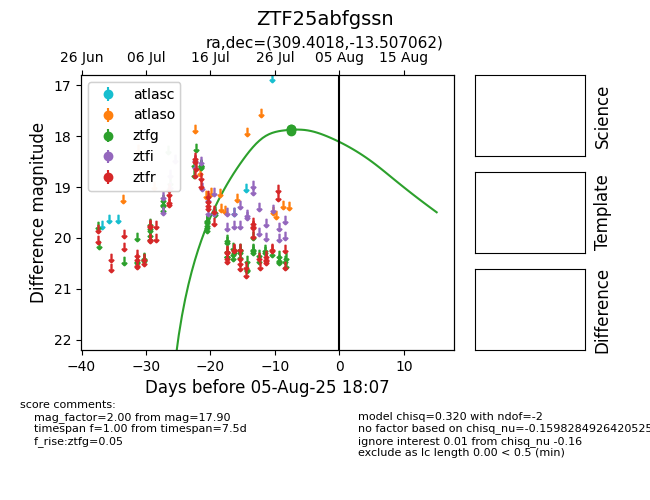 ZTF25abfgssn
ra,dec=(309.4018,-13.507062)
26 Jun 06 Jul 16 Jul 26 Jul 05 Aug 15 Aug
17
18
19
20
21
22
Difference magnitude
atlasc
atlaso
ztfg
ztfi
ztfr
−40 −30 −20 −10 0 10
Days before 05-Aug-25 18:07
Science
Template
Difference
score comments:
mag_factor=2.00 from mag=17.90
timespan f=1.00 from timespan=7.5d
f_rise:ztfg=0.05
model chisq=0.320 with ndof=-2
no factor based on chisq_nu=-0.1598284926420525
ignore interest 0.01 from chisq_nu -0.16
exclude as lc length 0.00 < 0.5 (min)